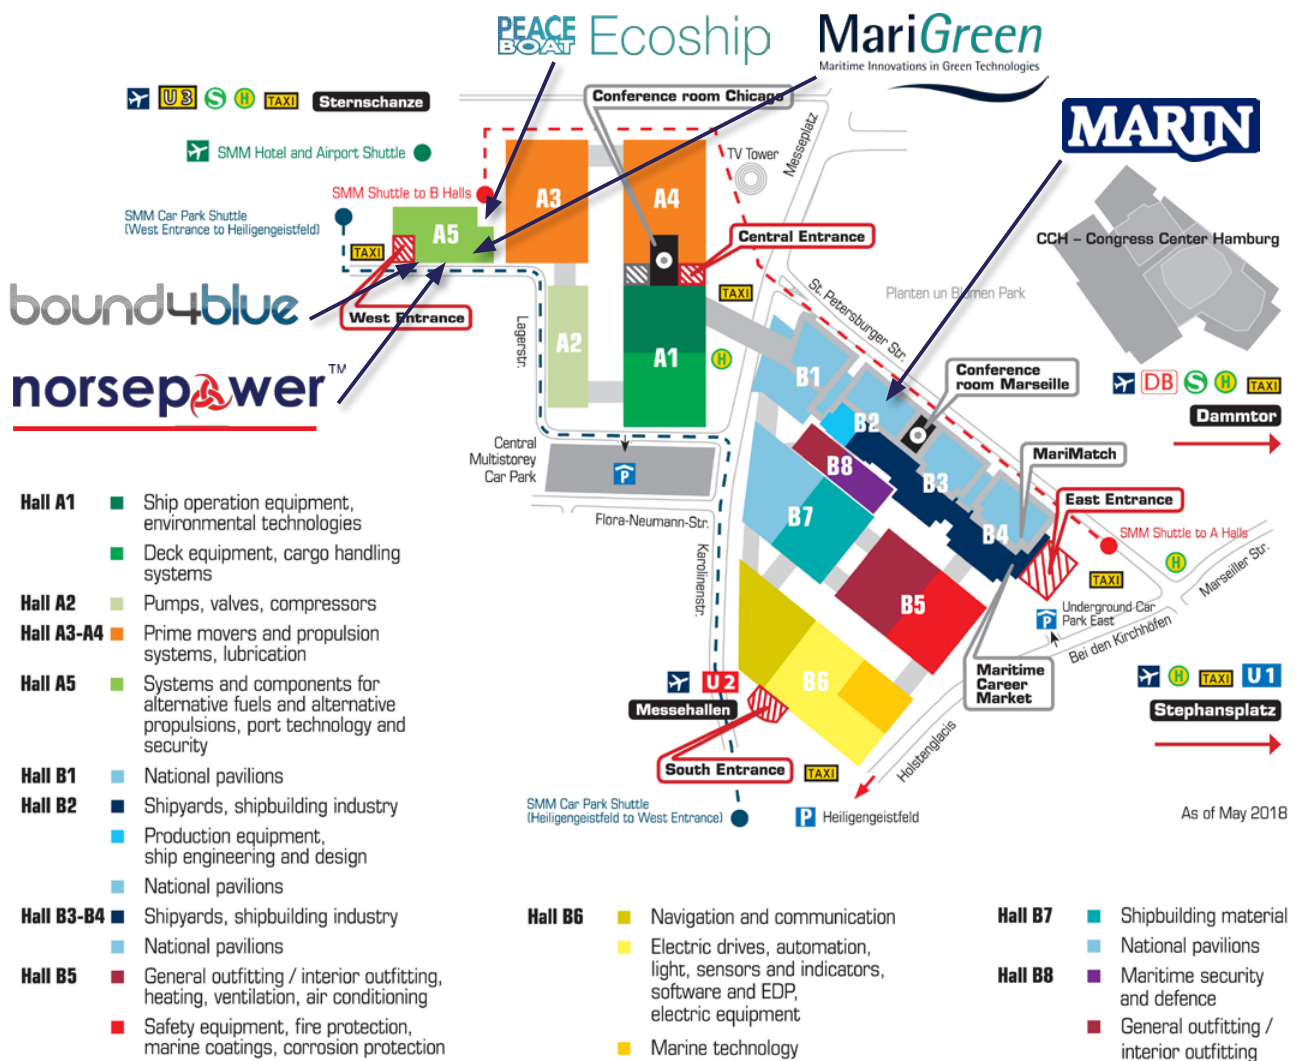 PEACE
BOAT
Ecoship
MariGreen
Maritime Innovations in Green Technologies
MARIN
U3
S
H
TAXI
Sternschanze
Conference room Chicago
Messeplatz
SMM Hotel and Airport Shuttle
TV Tower
SMM Shuttle to B Halls
A3
A4
SMM Car Park Shuttle
(West Entrance to Heiligengeistfeld)
TAXI
A5
Central Entrance
CCH – Congress Center Hamburg
bound4blue
West Entrance
TAXI
St. Petersburger Str.
Planten un Blomen Park
Lagerstr.
A2
A1
H
norsepower™
B1
Conference
room Marseille
DB
S
H
TAXI
Dammtor
B2
Central
Multistorey
Car Park
P
B8
MariMatch
B3
East Entrance
Flora-Neumann-Str.
B7
B4
SMM Shuttle to A Halls
H
Marseiller Str.
Karolinenstr.
TAXI
B5
P
Underground Car
Park East
Bei den Kirchhöfen
U2
Messehallen
B6
Maritime
Career
Market
H
TAXI
U1
Stephansplatz
South Entrance
TAXI
Holstenglacis
SMM Car Park Shuttle
(Heiligengeistfeld to West Entrance)
P
Heiligengeistfeld
As of May 2018
Hall A1
Ship operation equipment,
environmental technologies
Deck equipment, cargo handling
systems
Hall A2
Pumps, valves, compressors
Hall A3-A4
Prime movers and propulsion
systems, lubrication
Hall A5
Systems and components for
alternative fuels and alternative
propulsions, port technology and
security
Hall B1
National pavilions
Hall B2
Shipyards, shipbuilding industry
Production equipment,
ship engineering and design
National pavilions
Hall B3-B4
Shipyards, shipbuilding industry
National pavilions
Hall B5
General outfitting / interior outfitting,
heating, ventilation, air conditioning
Safety equipment, fire protection,
marine coatings, corrosion protection
Hall B6
Navigation and communication
Electric drives, automation,
light, sensors and indicators,
software and EDP,
electric equipment
Marine technology
Hall B7
Shipbuilding material
National pavilions
Hall B8
Maritime security
and defence
General outfitting /
interior outfitting